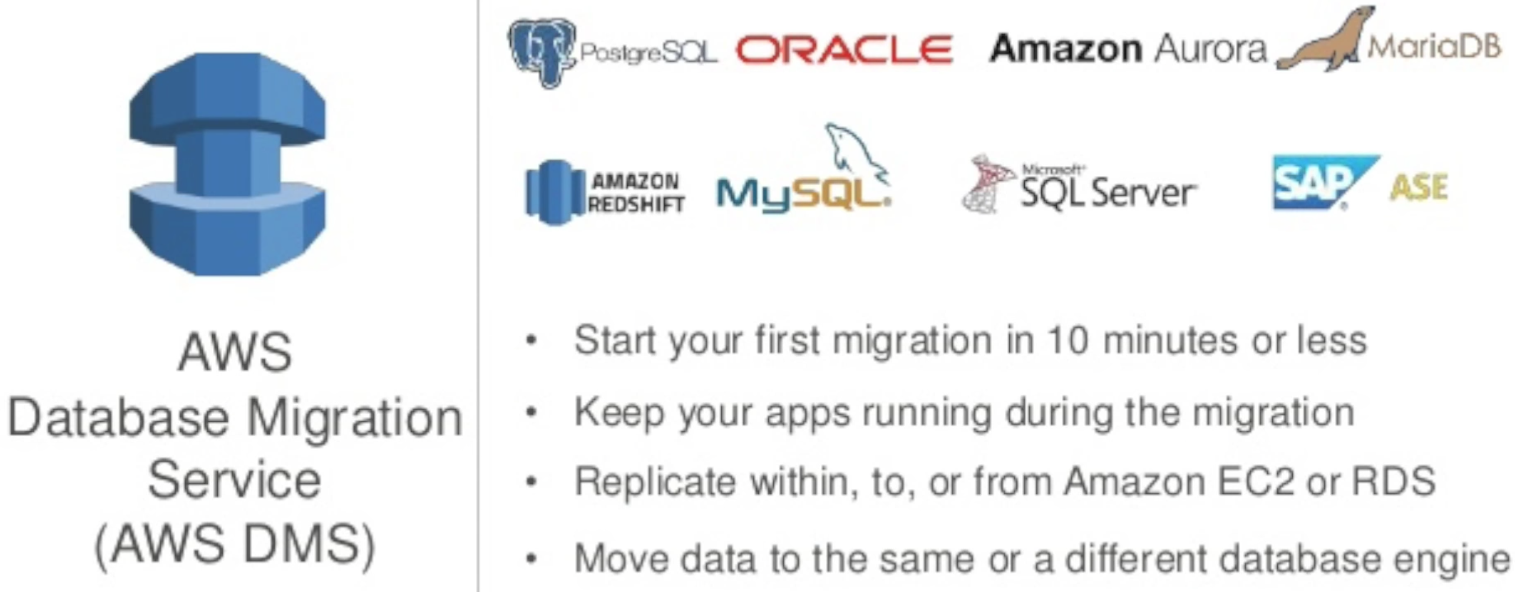 PostgreSQL ORACLE Amazon Aurora MariaDB
AMAZON REDSHIFT MySQL® Microsoft® SQL Server SAP® ASE
AWS
Database Migration
Service
(AWS DMS)
• Start your first migration in 10 minutes or less
• Keep your apps running during the migration
• Replicate within, to, or from Amazon EC2 or RDS
• Move data to the same or a different database engine